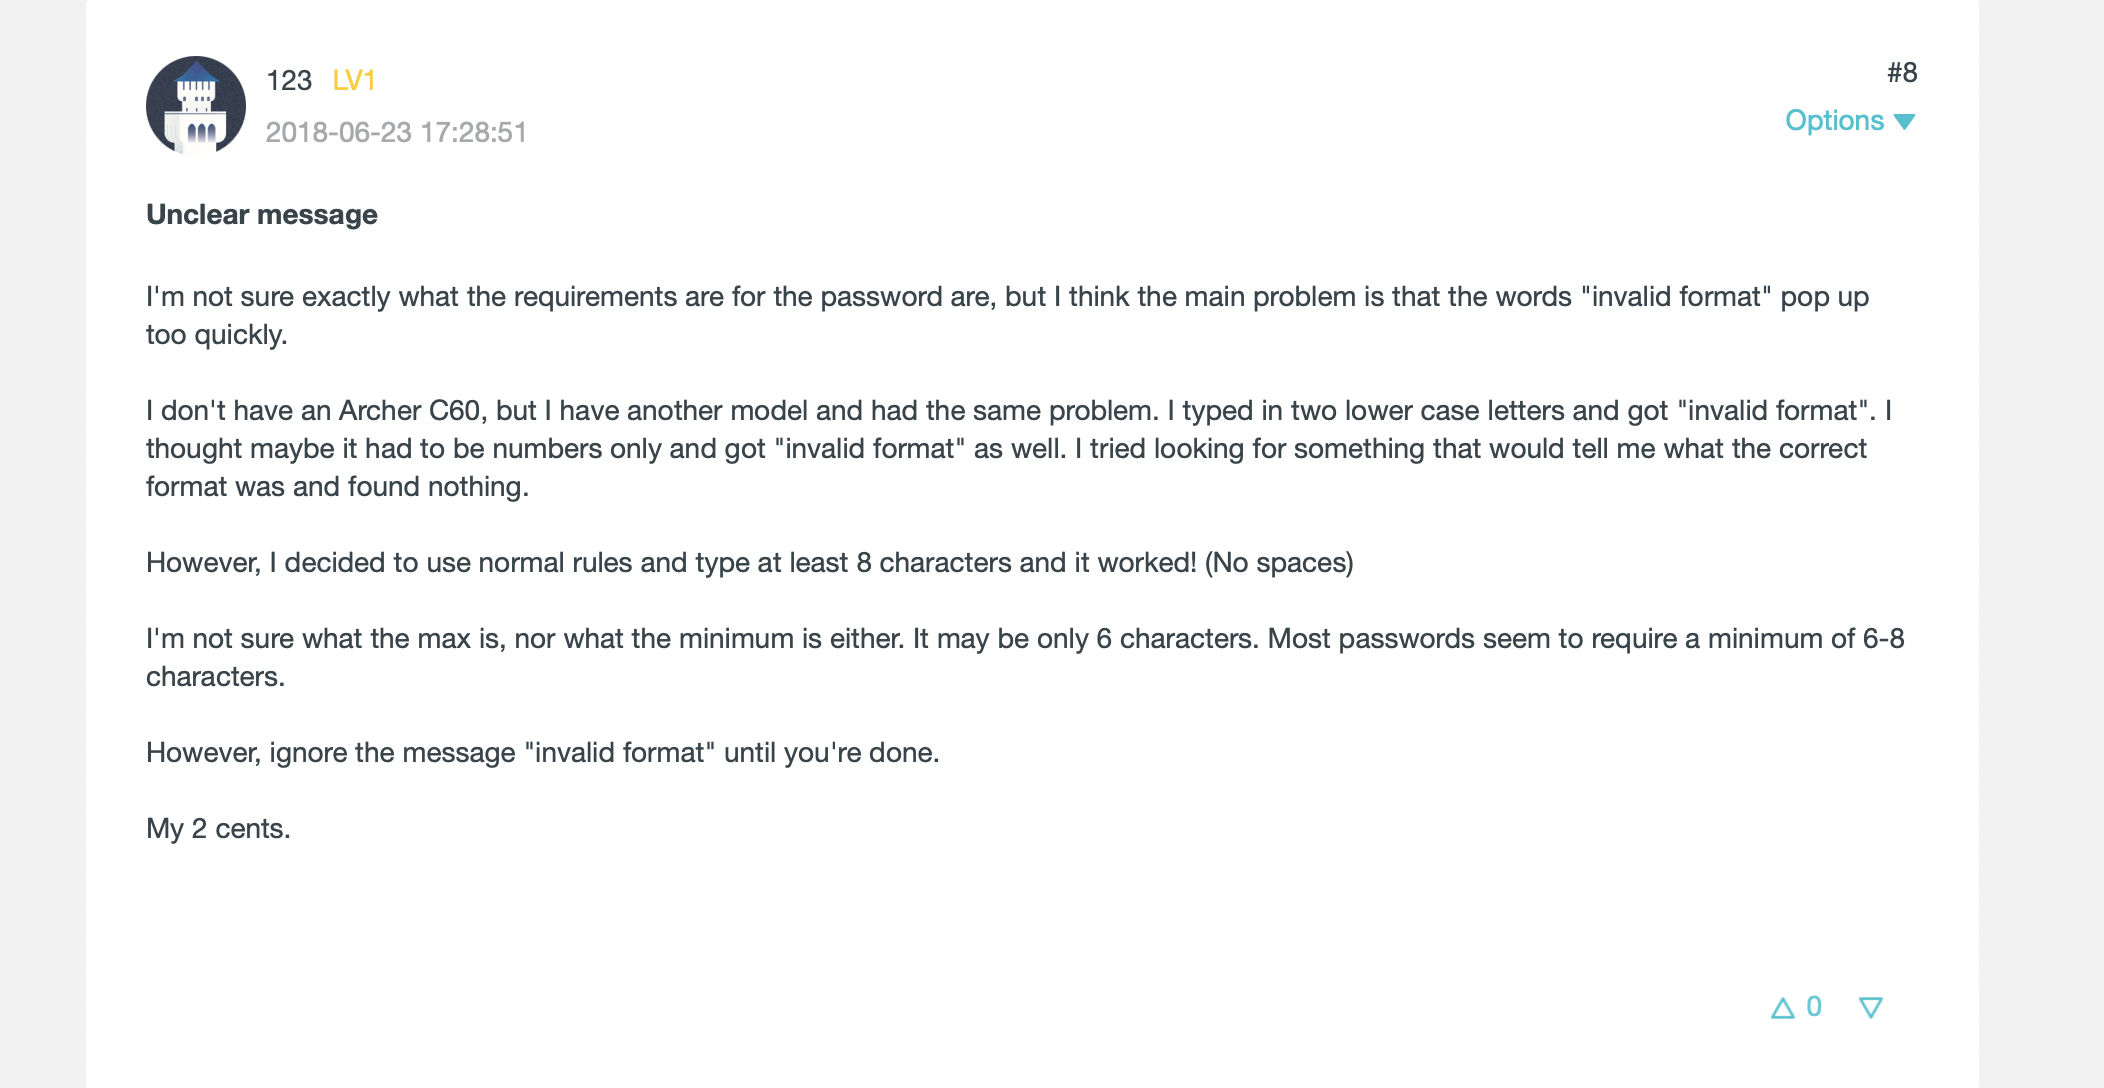 123 LV1
#8
2018-06-23 17:28:51
Options
Unclear message
I'm not sure exactly what the requirements are for the password are, but I think the main problem is that the words "invalid format" pop up
too quickly.
I don't have an Archer C60, but I have another model and had the same problem. I typed in two lower case letters and got "invalid format". I
thought maybe it had to be numbers only and got "invalid format" as well. I tried looking for something that would tell me what the correct
format was and found nothing.
However, I decided to use normal rules and type at least 8 characters and it worked! (No spaces)
I'm not sure what the max is, nor what the minimum is either. It may be only 6 characters. Most passwords seem to require a minimum of 6-8
characters.
However, ignore the message "invalid format" until you're done.
My 2 cents.
0